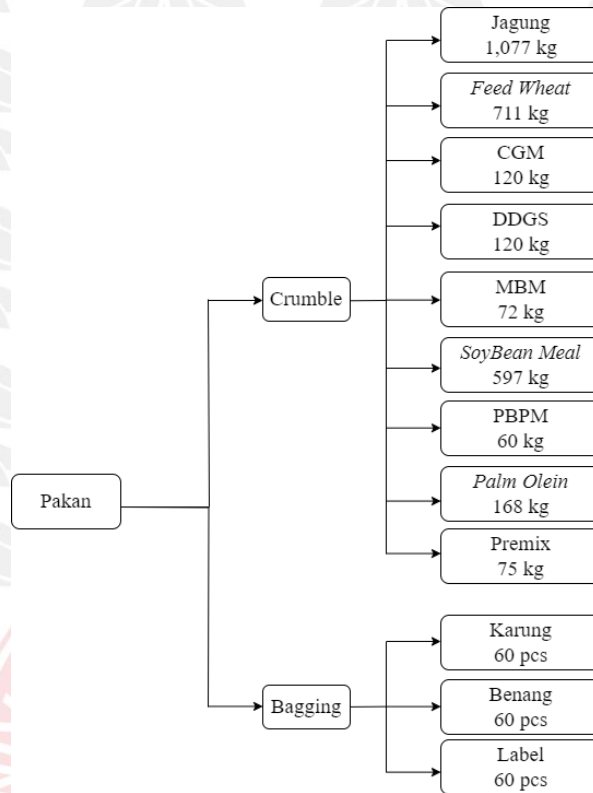 Jagung
1,077 kg
Feed Wheat
711 kg
CGM
120 kg
DDGS
120 kg
Crumble
MBM
72 kg
SoyBean Meal
597 kg
PBPM
60 kg
Pakan
Palm Olein
168 kg
Premix
75 kg
Karung
60 pcs
Bagging
Benang
60 pcs
Label
60 pcs